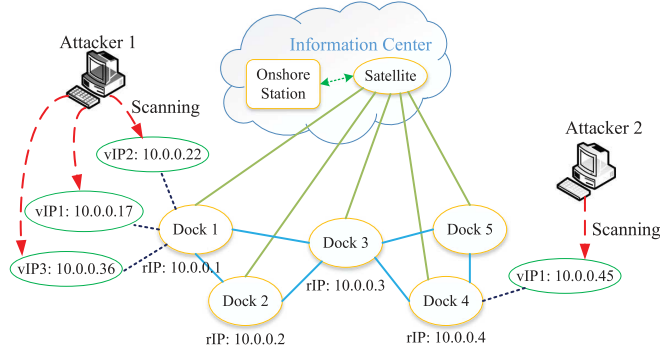 Attacker 1
Information Center
Onshore
Station
Satellite
Scanning
Attacker 2
vIP2: 10.0.0.22
vIP1: 10.0.0.17
Scanning
Dock 1
Dock 3
Dock 5
vIP3: 10.0.0.36
rIP: 10.0.0.1
vIP1: 10.0.0.45
rIP: 10.0.0.3
Dock 2
Dock 4
rIP: 10.0.0.2
rIP: 10.0.0.4